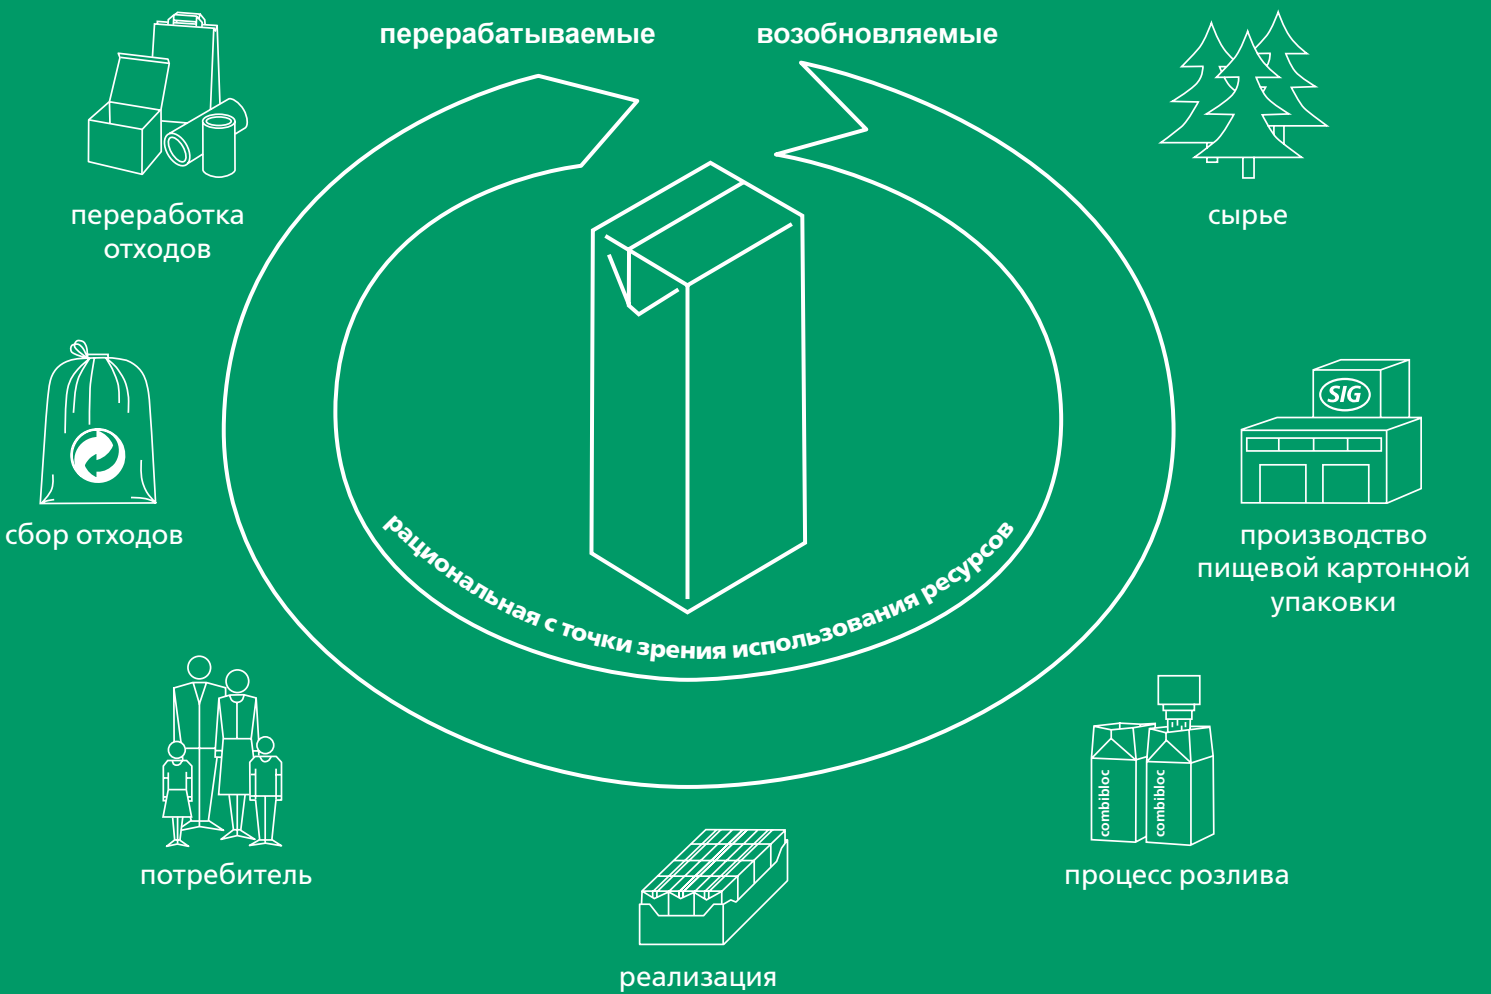 перерабатываемые
возобновляемые
сырье
SIG
производство
пищевой картонной
упаковки
combibloc
combibloc
процесс розлива
реализация
потребитель
сбор отходов
переработка
отходов
рациональная с точки зрения использования ресурсов